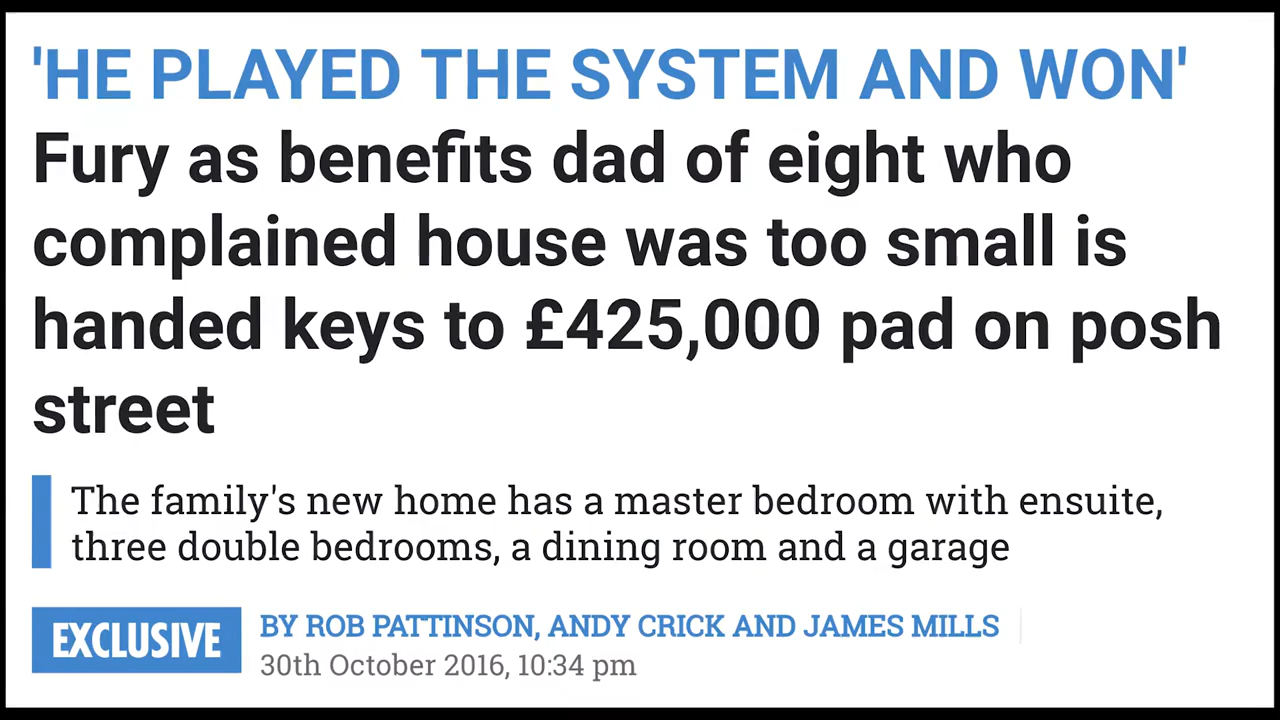 'HE PLAYED THE SYSTEM AND WON'
Fury as benefits dad of eight who
complained house was too small is
handed keys to £425,000 pad on posh
street
The family's new home has a master bedroom with ensuite,
three double bedrooms, a dining room and a garage
EXCLUSIVE
BY ROB PATTINSON, ANDY CRICK AND JAMES MILLS
30th October 2016, 10:34 pm